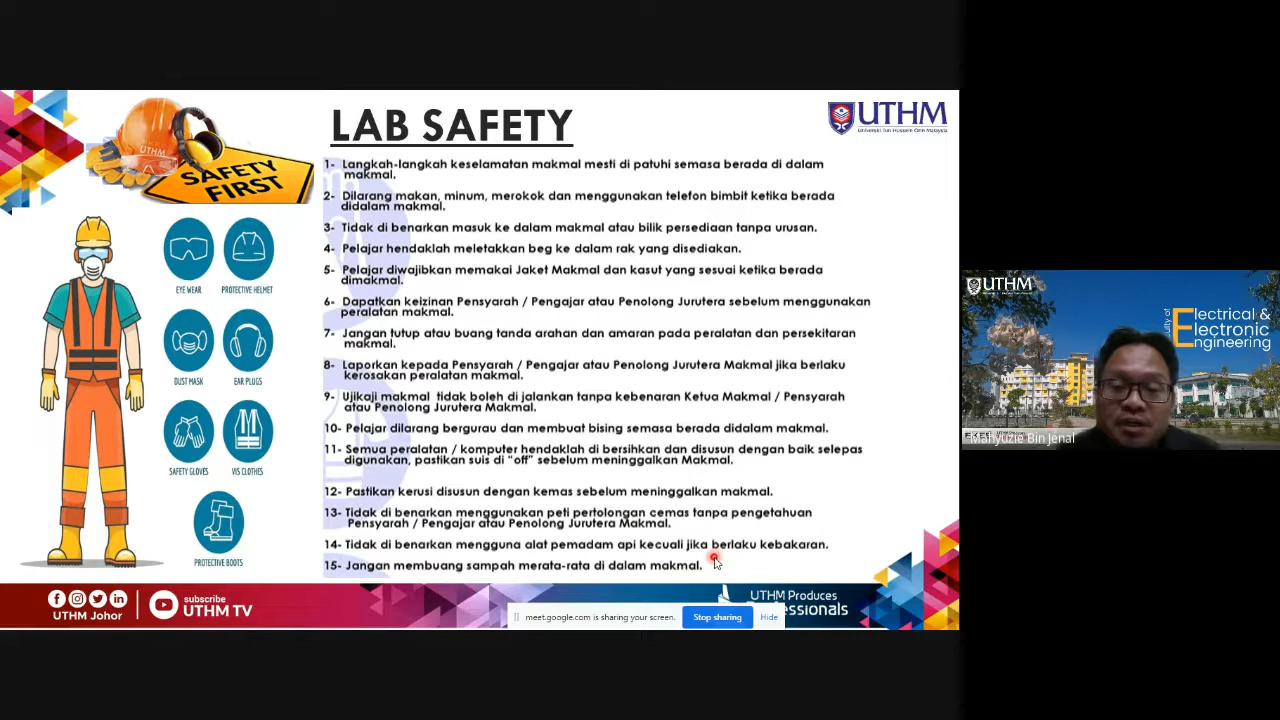 LAB SAFETY
UTHM
Universiti Tun Hussein Onn Malaysia
UTHM
SAFETY
FIRST
1- Langkah-langkah keselamatan makmal mesti di patuhi semasa berada di dalam
makmal.
2- Dilarang makan, minum, merokok dan menggunakan telefon bimbit ketika berada
didalam makmal.
3- Tidak di benarkan masuk ke dalam makmal atau bilik persediaan tanpa urusan.
4- Pelajar hendaklah meletakkan beg ke dalam rak yang disediakan.
5- Pelajar diwajibkan memakai Jaket Makmal dan kasut yang sesuai ketika berada
dimakmal.
6- Dapatkan keizinan Pensyarah / Pengajar atau Penolong Jurutera sebelum menggunakan
peralatan makmal.
7- Jangan tutup atau buang tanda arahan dan amaran pada peralatan dan persekitaran
makmal.
8- Laporkan kepada Pensyarah / Pengajar atau Penolong Jurutera Makmal jika berlaku
kerosakan peralatan makmal.
9- Ujikaji makmal tidak boleh di jalankan tanpa kebenaran Ketua Makmal / Pensyarah
atau Penolong Jurutera Makmal.
10- Pelajar dilarang bergurau dan membuat bising semasa berada didalam makmal.
11- Semua peralatan / komputer hendaklah di bersihkan dan disusun dengan baik selepas
digunakan, pastikan suis di “off” sebelum meninggalkan Makmal.
12- Pastikan kerusi disusun dengan kemas sebelum meninggalkan makmal.
13- Tidak di benarkan menggunakan peti pertolongan cemas tanpa pengetahuan
Pensyarah / Pengajar atau Penolong Jurutera Makmal.
14- Tidak di benarkan mengguna alat pemadam api kecuali jika berlaku kebakaran.
15- Jangan membuang sampah merata-rata di dalam makmal.
EYE WEAR
PROTECTIVE HELMET
DUST MASK
EAR PLUGS
SAFETY GLOVES
VIS CLOTHES
PROTECTIVE BOOTS
UTHM Johor
subscribe
UTHM TV
UTHM Produces
meet.google.com is sharing your screen.
Stop sharing
Hide
UTHM
Faculty of
Electrical &
Electronic
Engineering
Mahyuzie Bin Jenal